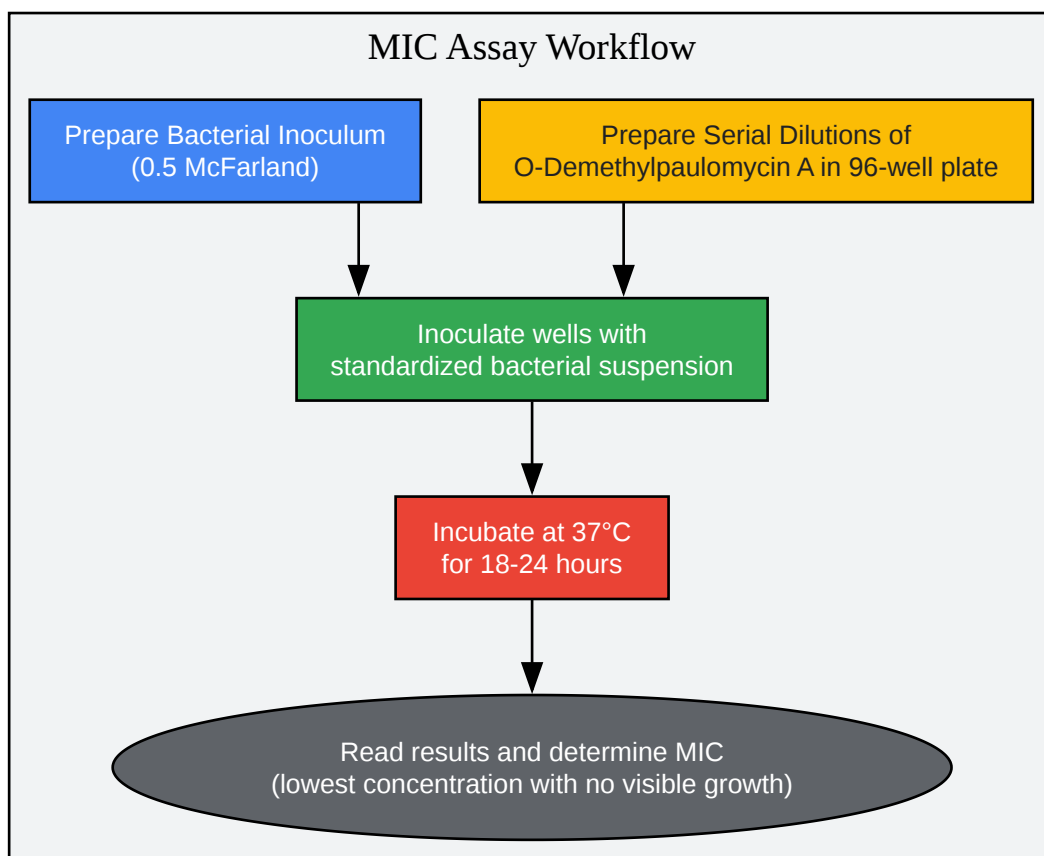 MIC Assay Workflow
Prepare Bacterial Inoculum
(0.5 McFarland)
Prepare Serial Dilutions of
O-Demethylpaulomycin A in 96-well plate
Inoculate wells with
standardized bacterial suspension
Incubate at 37°C
for 18-24 hours
Read results and determine MIC
(lowest concentration with no visible growth)